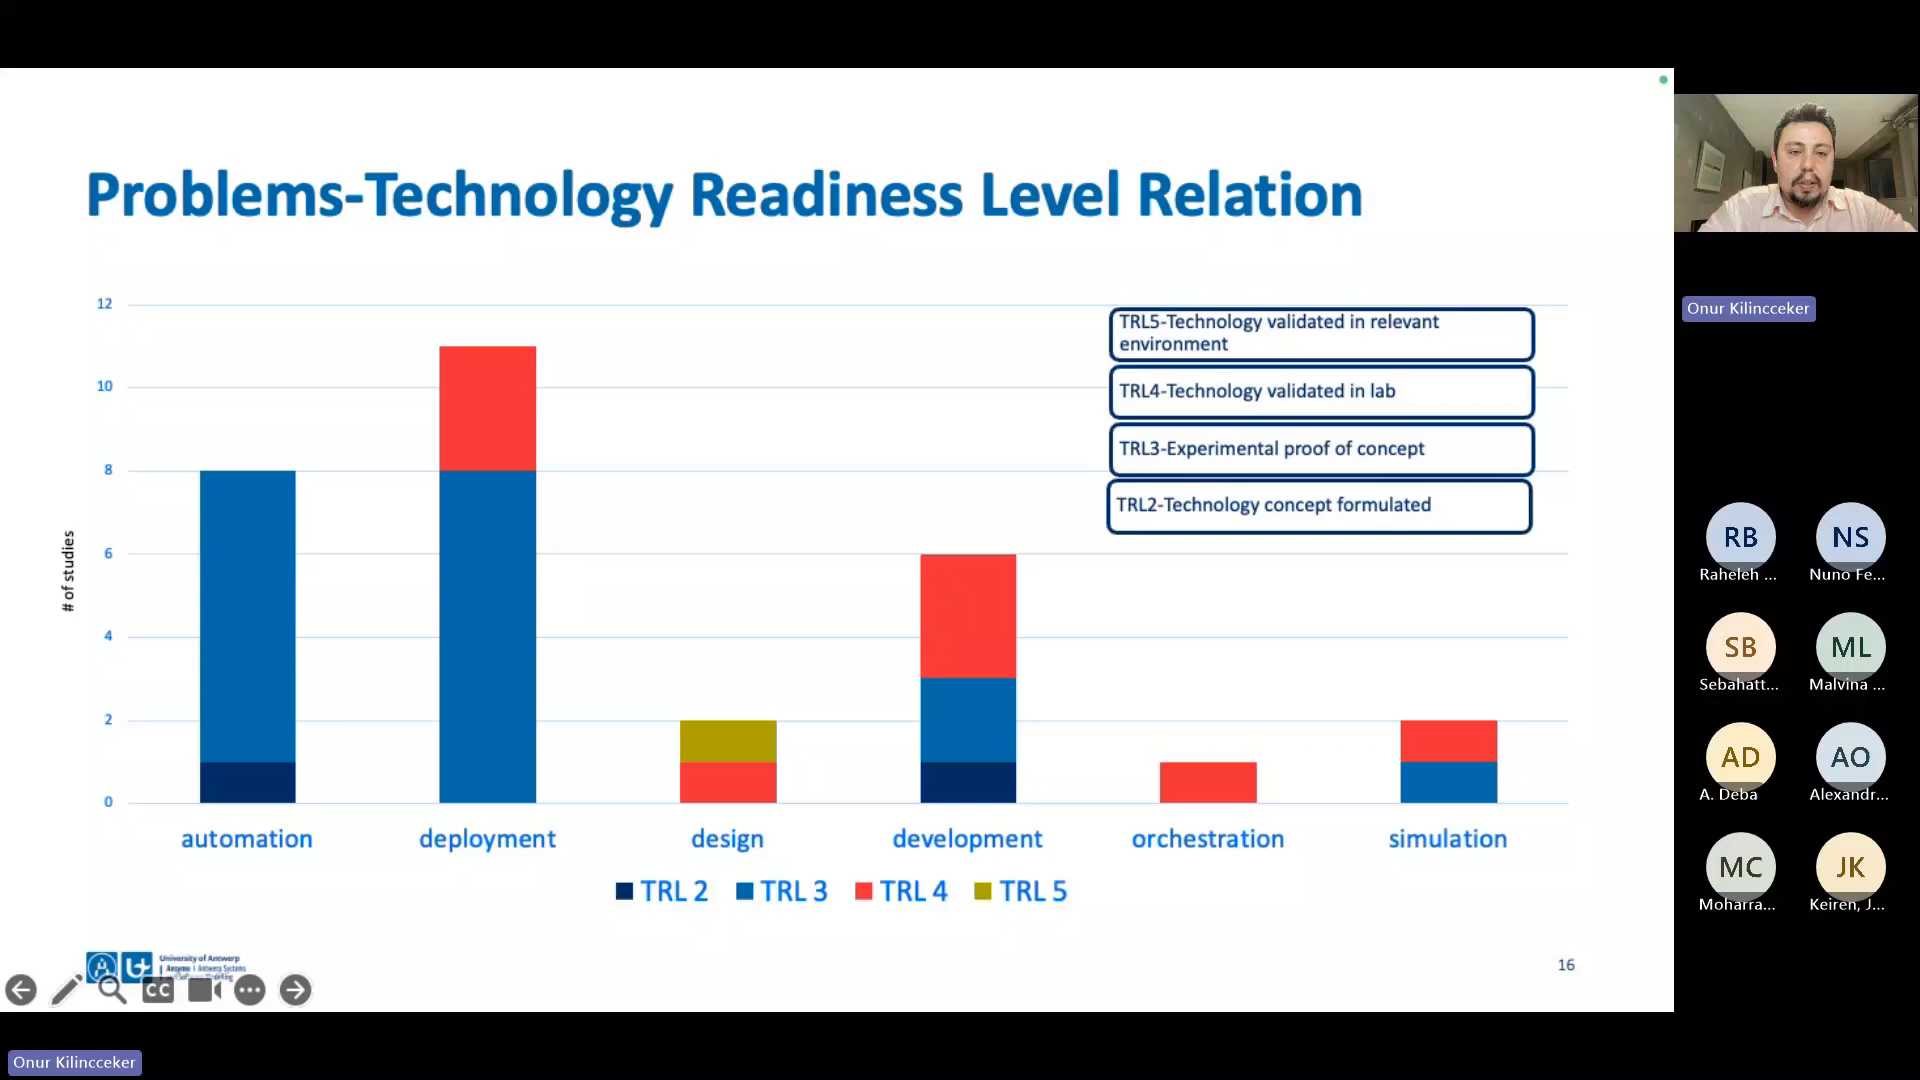 Problems-Technology Readiness Level Relation
12
10
8
6
4
2
0
# of studies
TRL5-Technology validated in relevant
environment
TRL4-Technology validated in lab
TRL3-Experimental proof of concept
TRL2-Technology concept formulated
automation
deployment
design
development
orchestration
simulation
TRL 2
TRL 3
TRL 4
TRL 5
University of Antwerp
Antwerp Systems
16
CC
Onur Kilincceker
Onur Kilincceker
RB
Raheleh ...
NS
Nuno Fe...
SB
Sebahatt...
ML
Malvina ...
AD
A. Deba
AO
Alexandr...
MC
Moharra...
JK
Keiren, J...